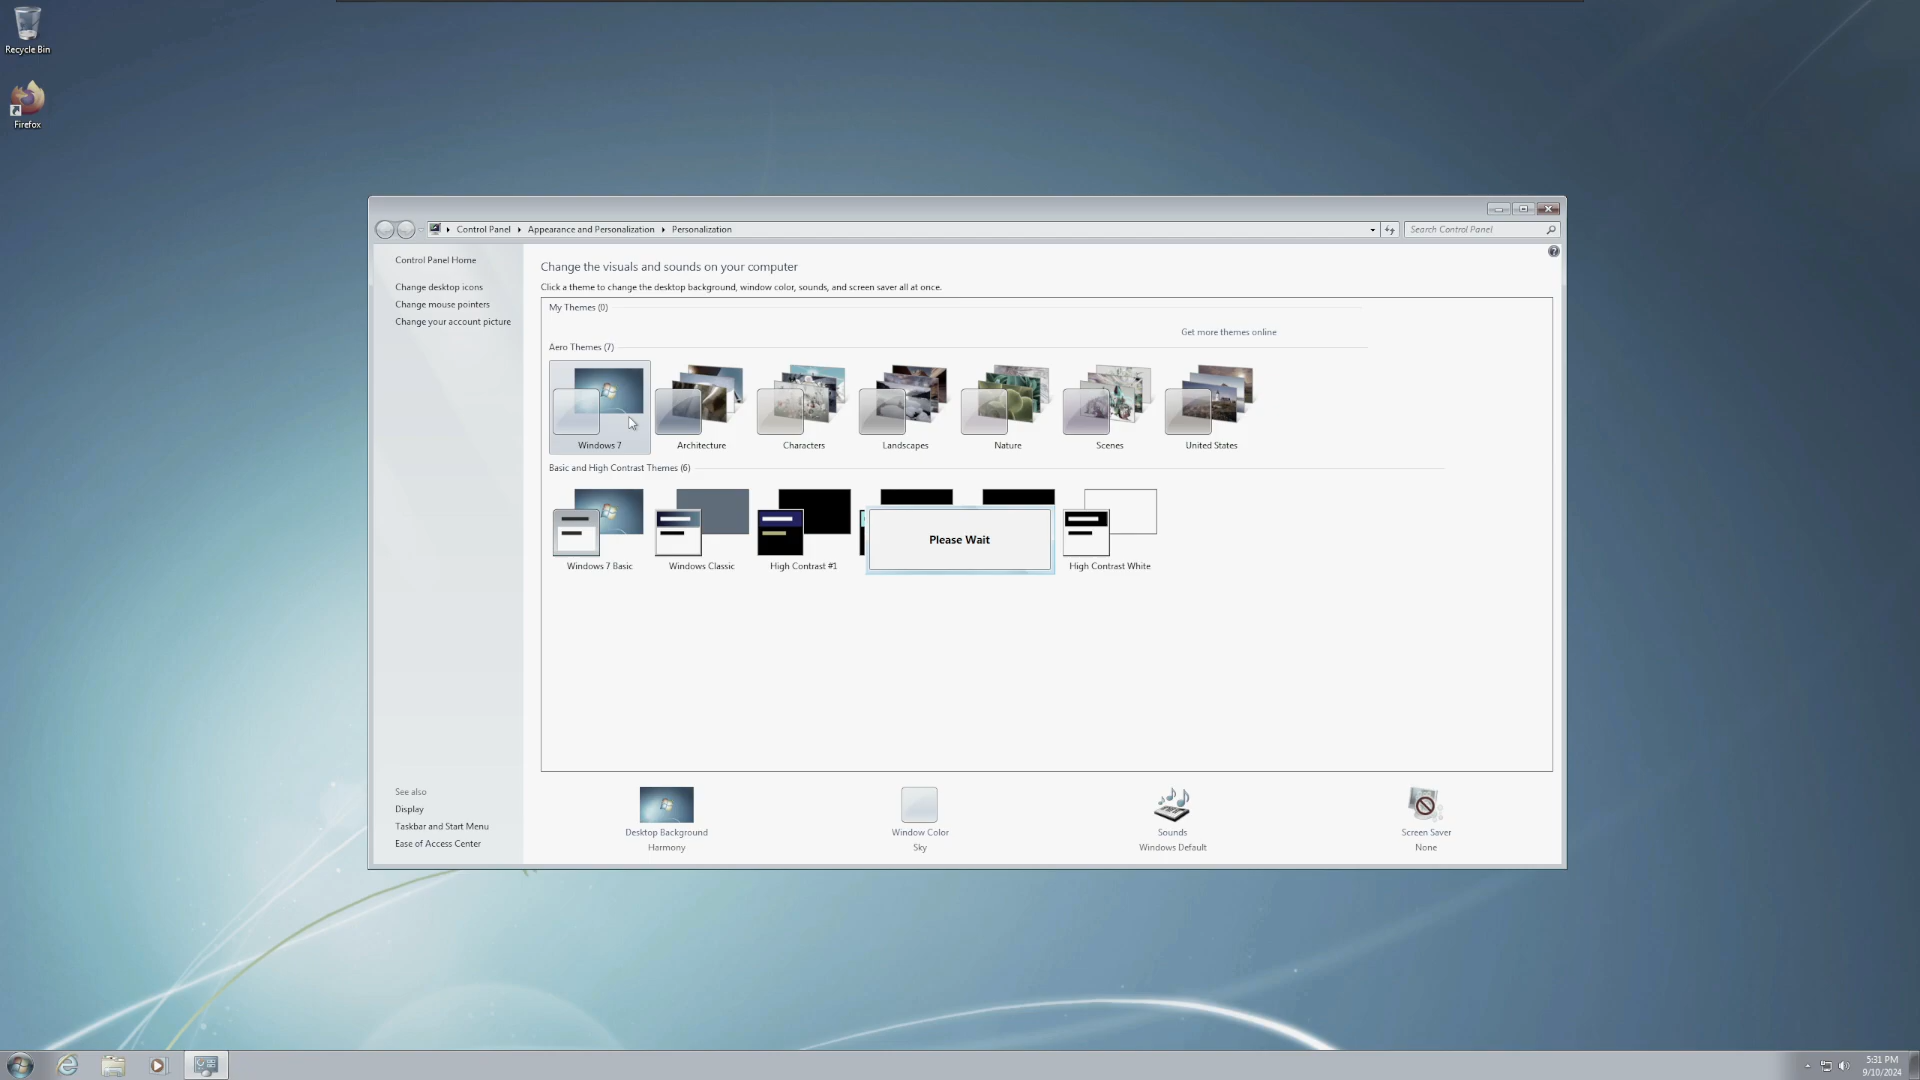 Recycle Bin
Firefox
Control Panel
Appearance and Personalization
Personalization
Search Control Panel
Control Panel Home
Change desktop icons
Change mouse pointers
Change your account picture
Change the visuals and sounds on your computer
Click a theme to change the desktop background, window color, sounds, and screen saver all at once.
My Themes (0)
Get more themes online
Aero Themes (7)
Windows 7
Architecture
Characters
Landscapes
Nature
Scenes
United States
Basic and High Contrast Themes (6)
Windows 7 Basic
Windows Classic
High Contrast #1
Please Wait
High Contrast White
See also
Display
Taskbar and Start Menu
Ease of Access Center
Desktop Background
Harmony
Window Color
Sky
Sounds
Windows Default
Screen Saver
None
5:31 PM
9/10/2024